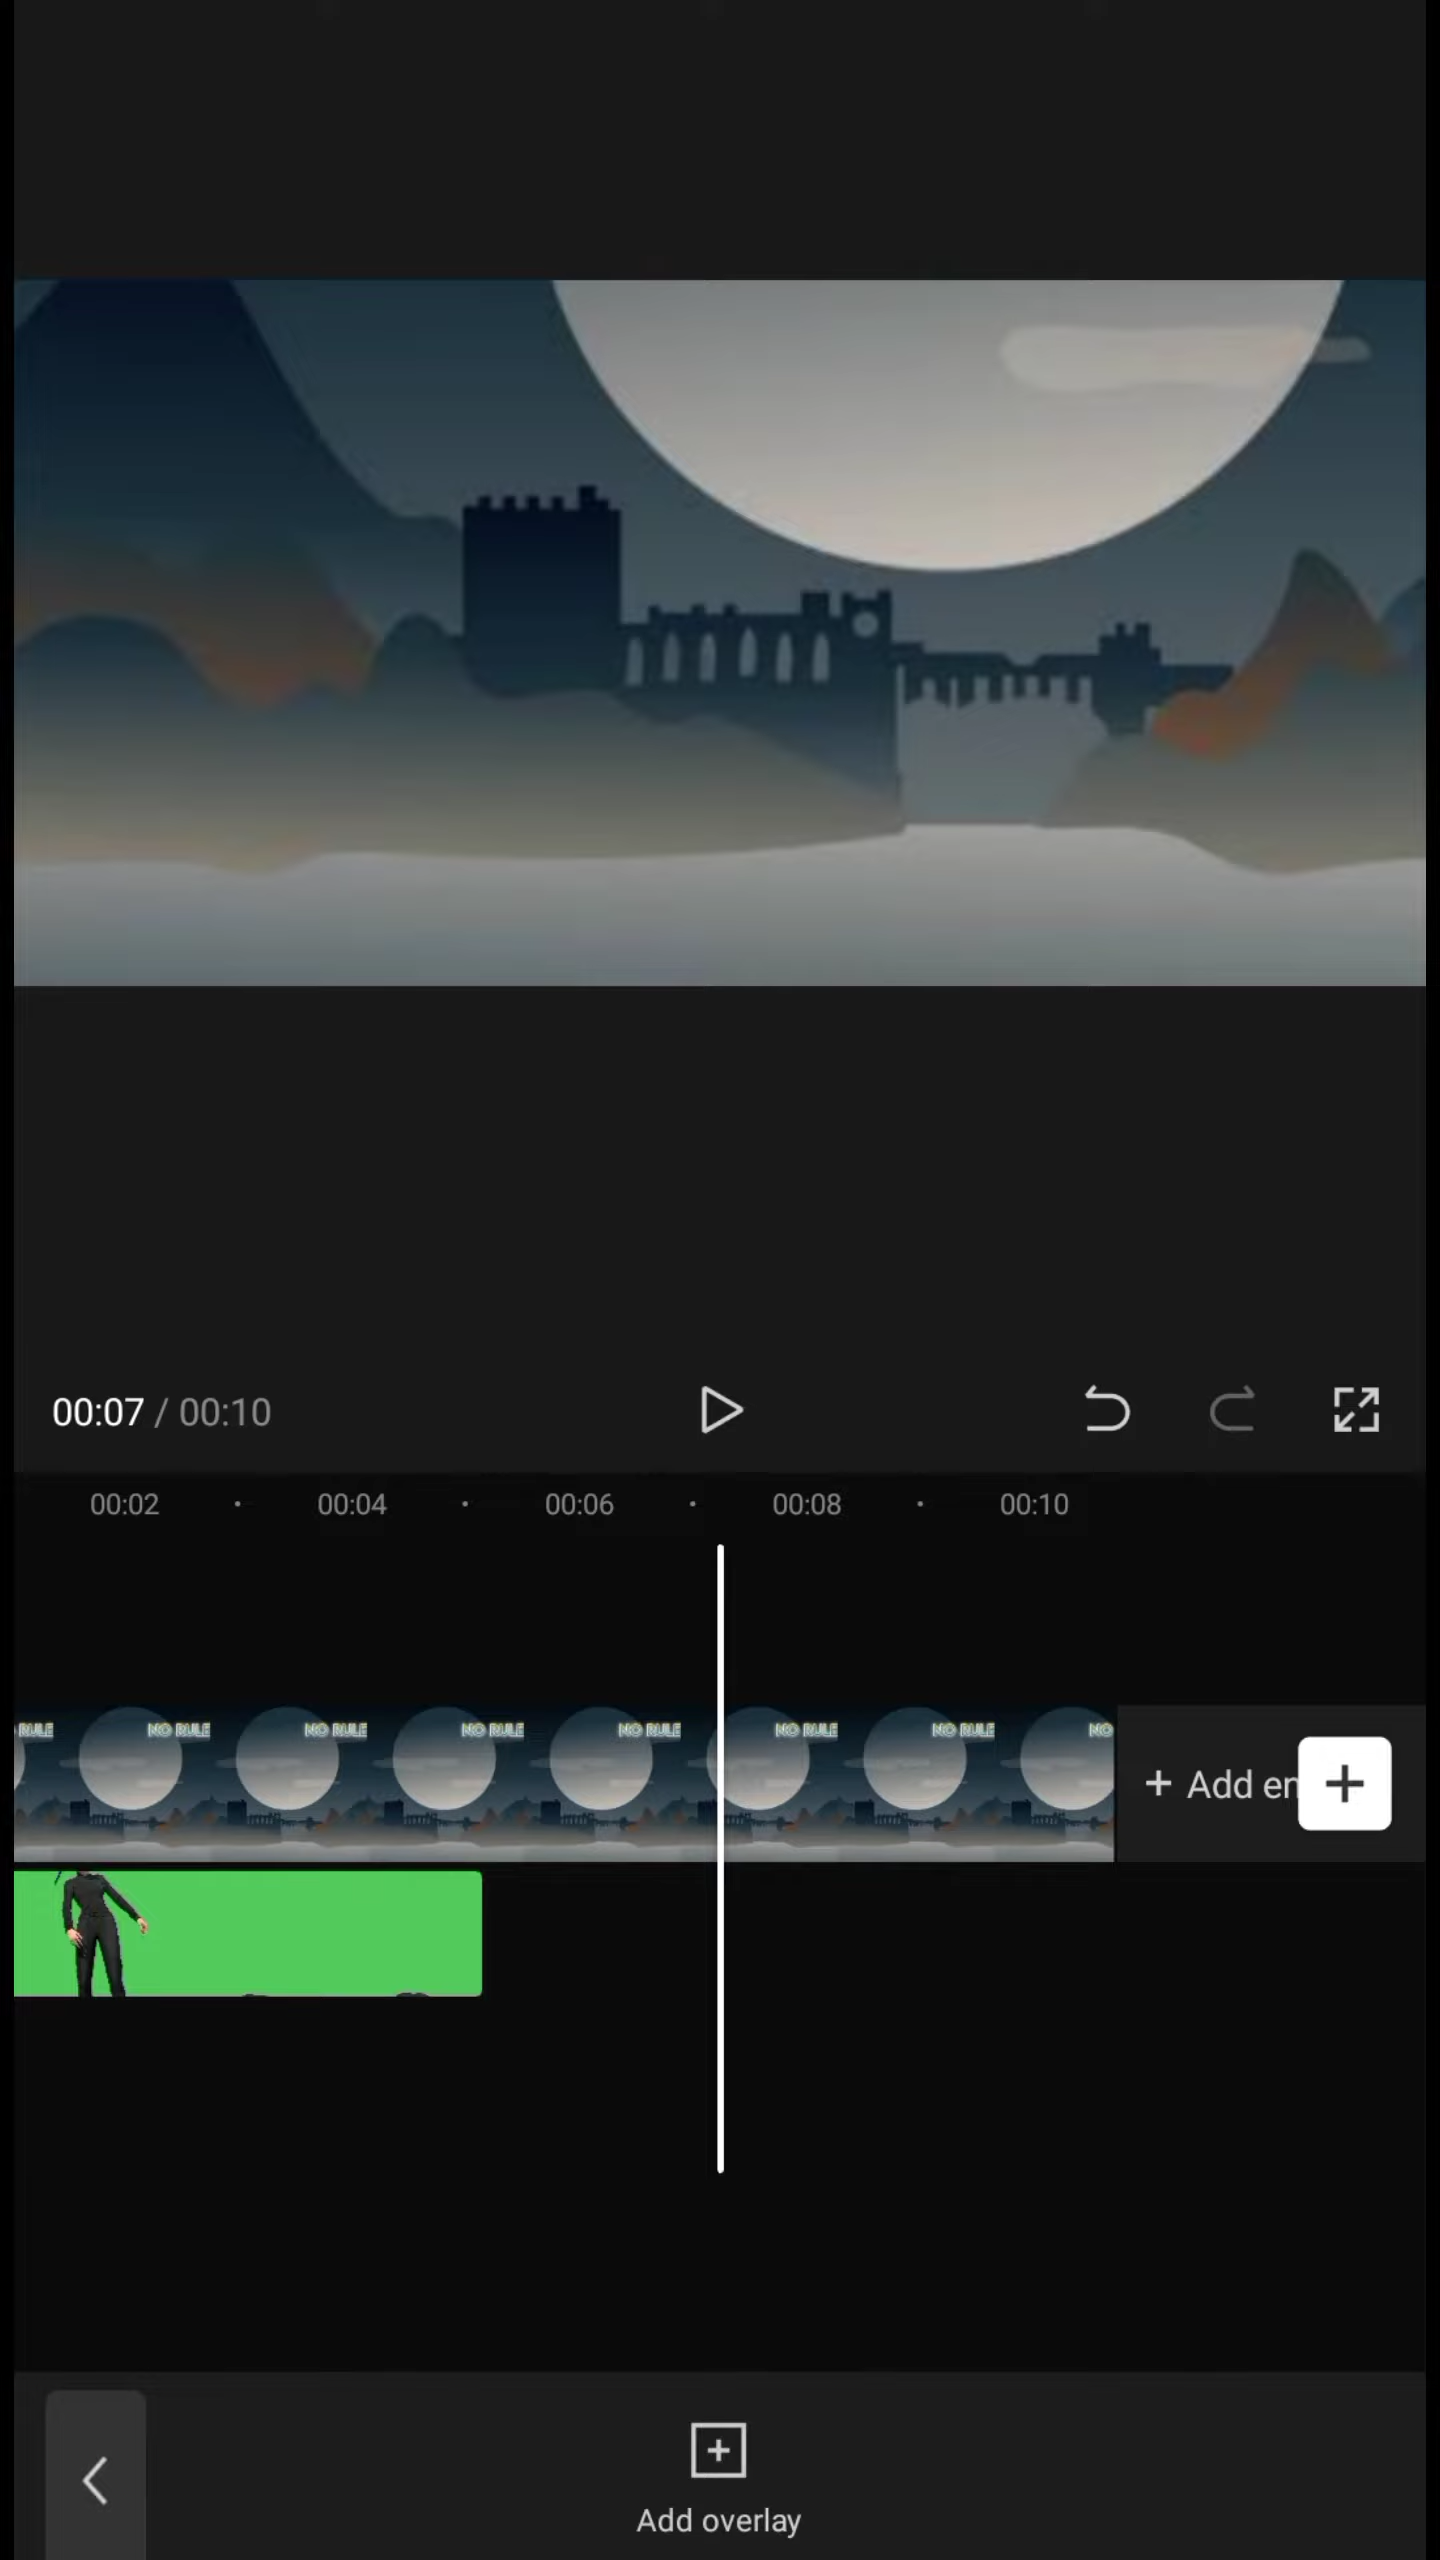 00:07 / 00:10
00:02 00:04 00:06 00:08 00:10
RULE NO RULE NO RULE NO RULE NO RULE NO RULE NO RULE NO
+ Add en +
Add overlay